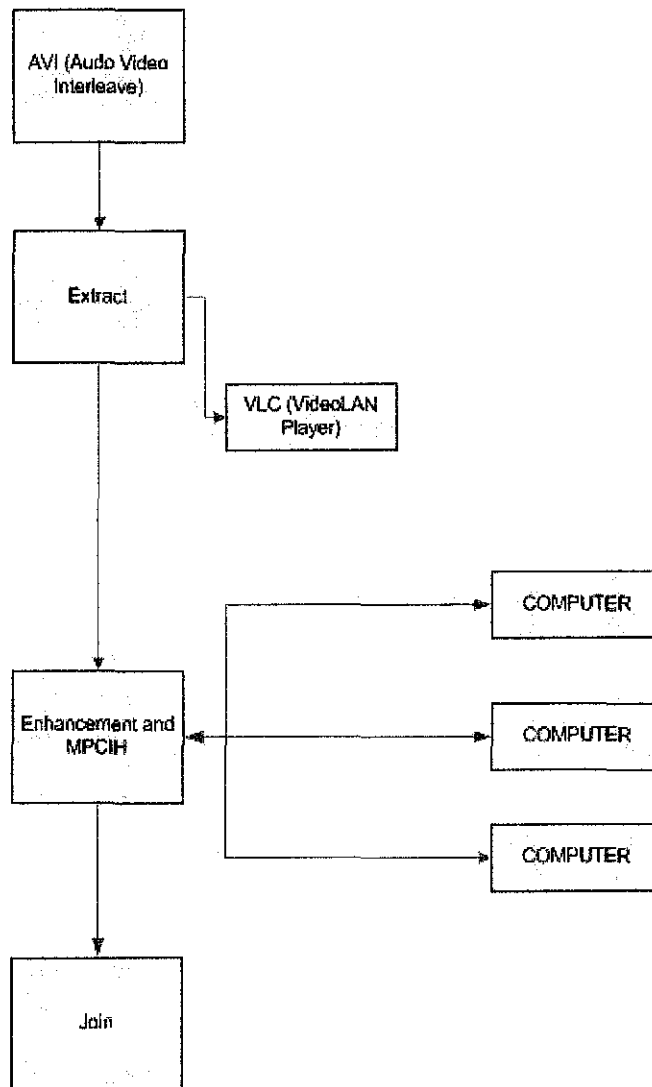 AVI (Audo Video
Interleave)
Extract
VLC (VideoLAN
Player)
COMPUTER
Enhancement and
MPCIH
COMPUTER
COMPUTER
Join